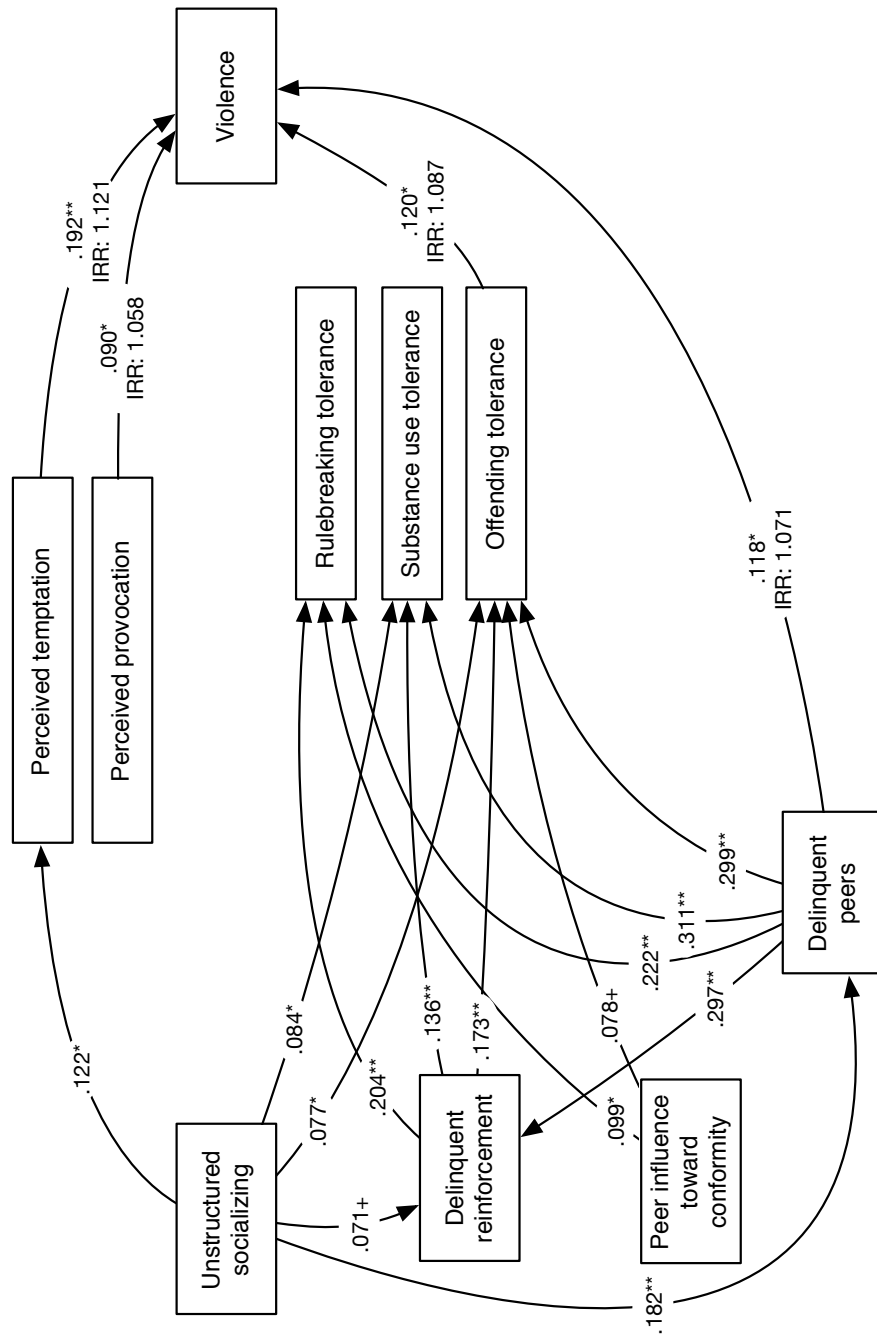 Perceived temptation
Perceived provocation
.192**
IRR: 1.121
.090*
IRR: 1.058
Violence
.122*
Unstructured
socializing
.084*
.077*
.071+
.182**
Rulebreaking tolerance
Substance use tolerance
Offending tolerance
.120*
IRR: 1.087
.204**
.136**
.173**
Delinquent
reinforcement
.099*
.078+
Peer influence
toward
conformity
.297**
.222**
.311**
.299**
Delinquent
peers
.118*
IRR: 1.071